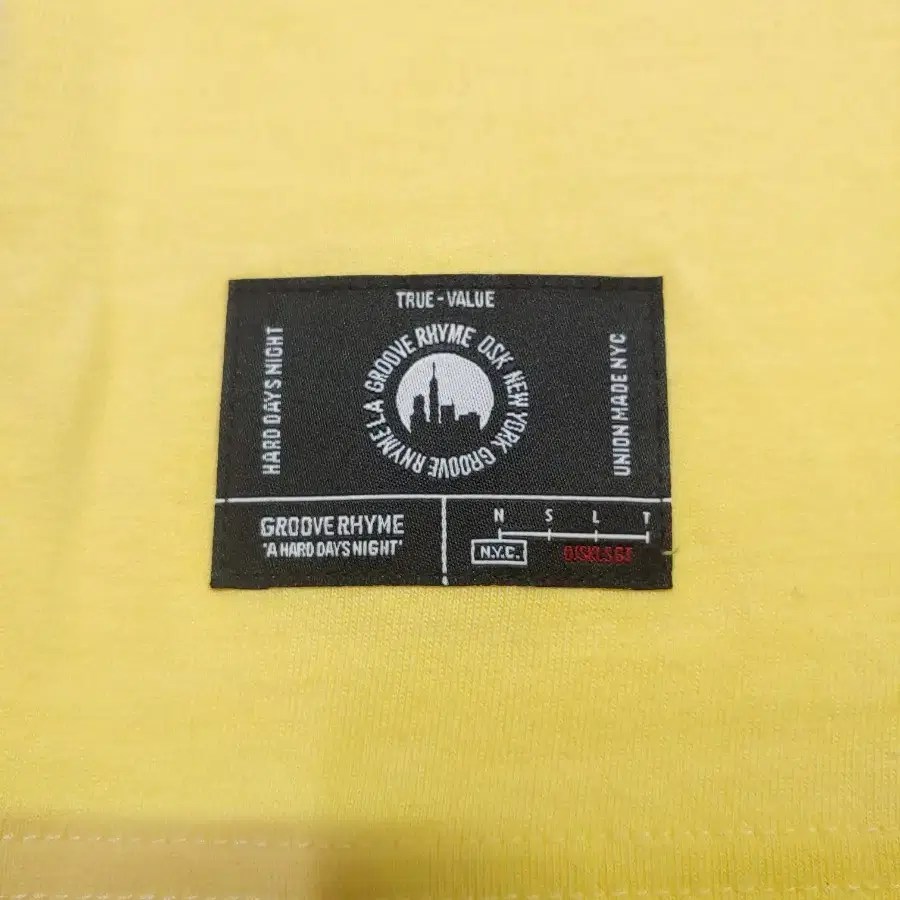 TRUE - VALUE
HARD DAYS NIGHT
GROOVE RHYME O.S.K NEW YORK GROOVE RHYME L.A
UNION MADE NYC
GROOVE RHYME
'A HARD DAYS NIGHT'
N S L T
N.Y.C.